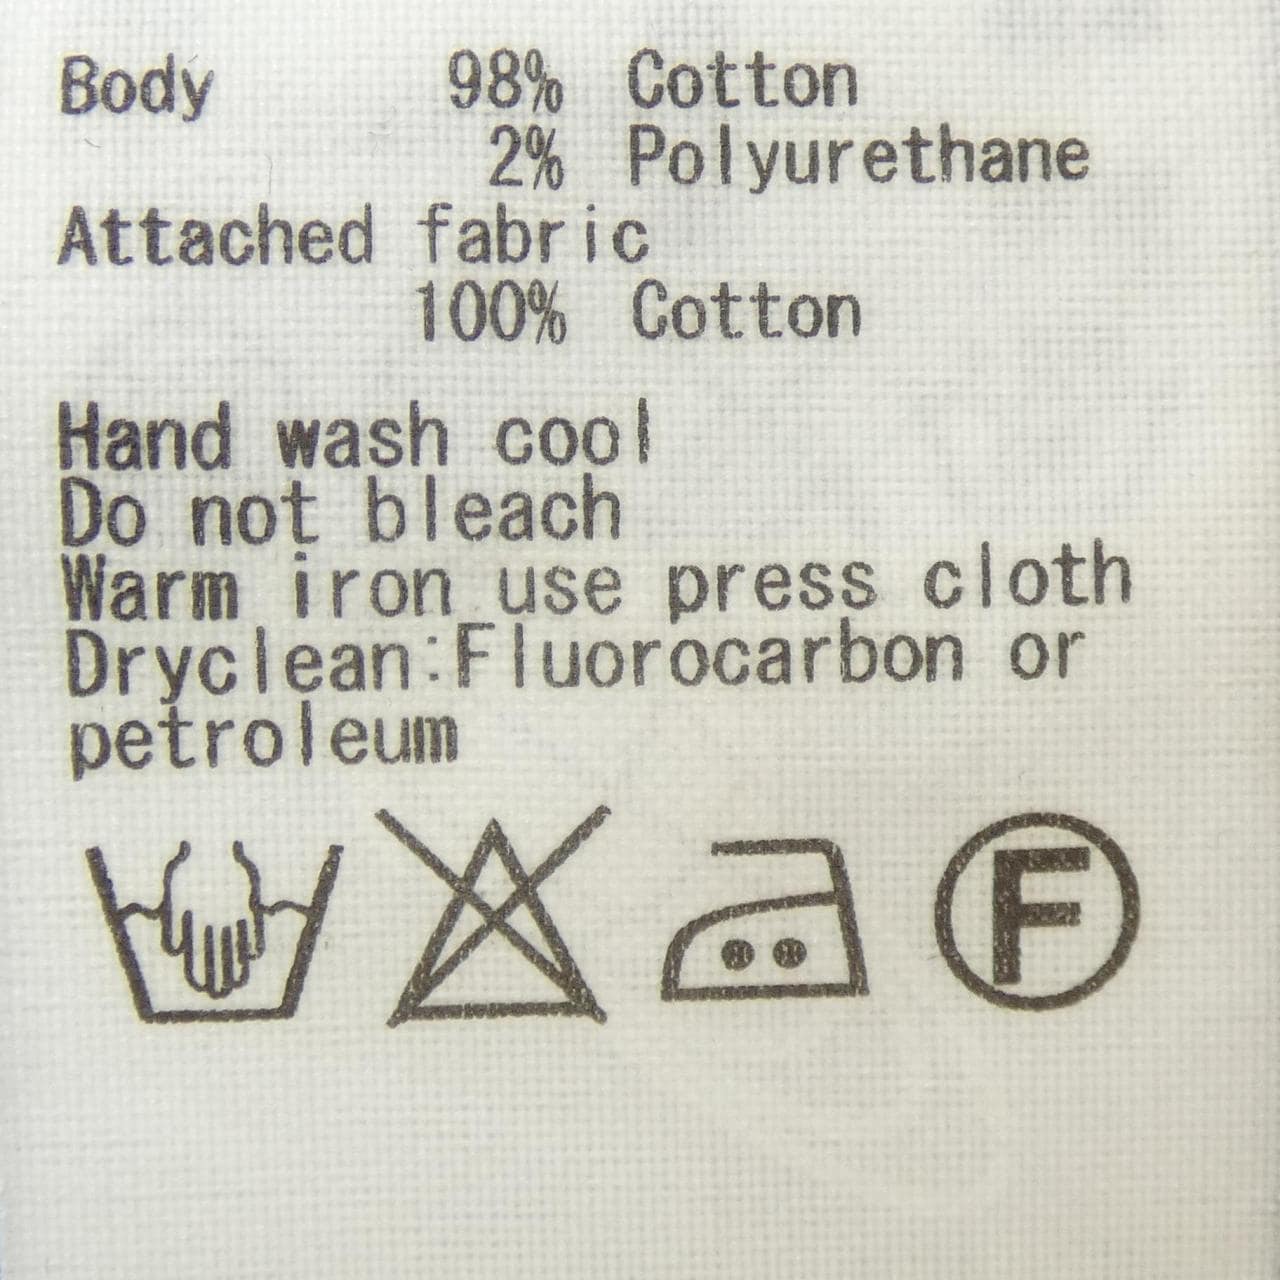 Body 98% Cotton
2% Polyurethane
Attached fabric
100% Cotton
Hand wash cool
Do not bleach
Warm iron use press cloth
Dryclean:Fluorocarbon or
petroleum
F